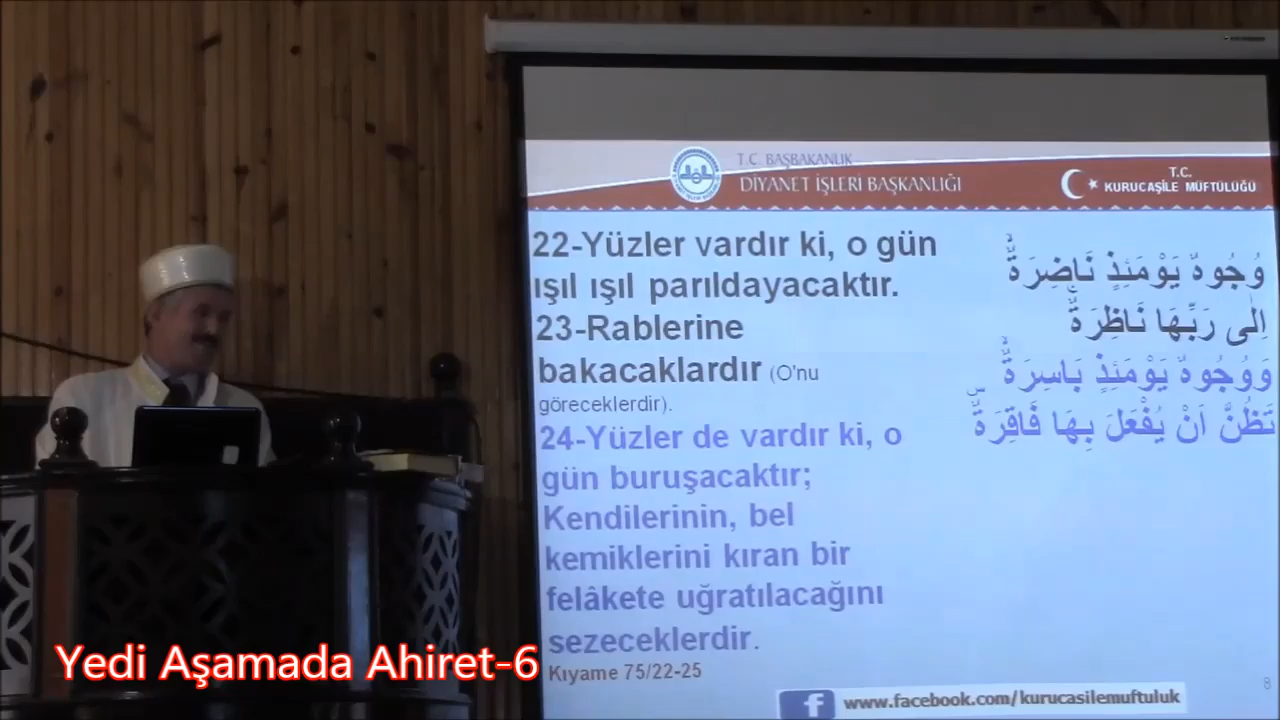 T.C. BAŞBAKANLIK
DİYANET İŞLERİ BAŞKANLIĞI
T.C.
KURUCAŞİLE MÜFTÜLÜĞÜ
22-Yüzler vardır ki, o gün
ışıl ışıl parıldayacaktır.
23-Rablerine
bakacaklardır (O'nu
göreceklerdir).
24-Yüzler de vardır ki, o
gün buruşacaktır;
Kendilerinin, bel
kemiklerini kıran bir
felâkete uğratılacağını
sezeceklerdir.
Kıyame 75/22-25
وُجُوهٌ يَوْمَئِذٍ نَاضِرَةٌۙ
اِلٰى رَبِّهَا نَاظِرَةٌۚ
وَوُجُوهٌ يَوْمَئِذٍ بَاسِرَةٌۙ
تَظُنُّ اَنْ يُفْعَلَ بِهَا فَاقِرَةٌۜ
Yedi Aşamada Ahiret-6
f www.facebook.com/kurucasilemuftuluk
8